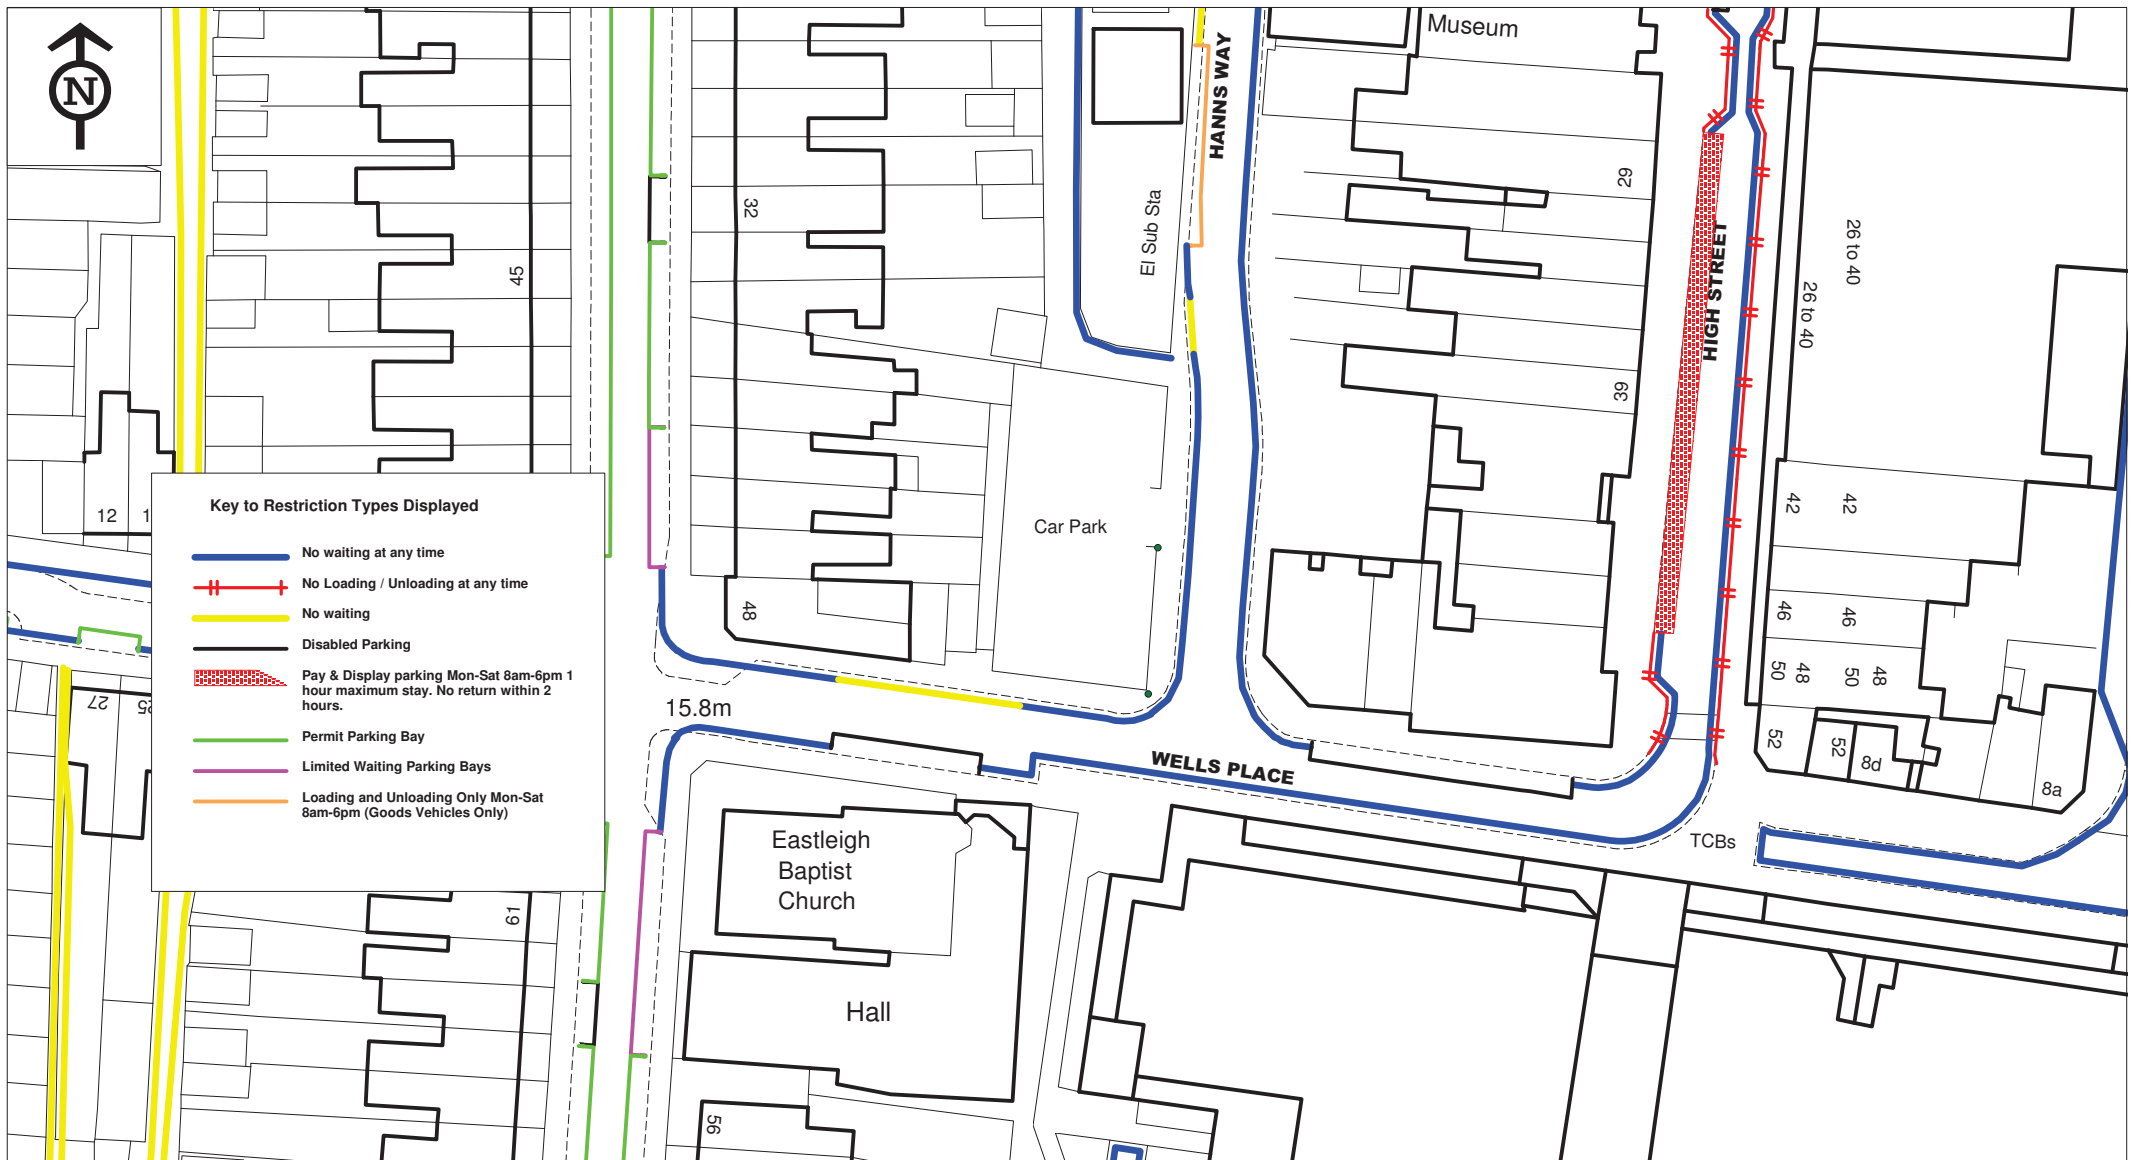 N
Museum
HANNS WAY
El Sub Sta
32
45
29
39
HIGH STREET
26 to 40
26 to 40
Car Park
48
12
1
27
25
Key to Restriction Types Displayed
No waiting at any time
No Loading / Unloading at any time
No waiting
Disabled Parking
Pay & Display parking Mon-Sat 8am-6pm 1
hour maximum stay. No return within 2
hours.
Permit Parking Bay
Limited Waiting Parking Bays
Loading and Unloading Only Mon-Sat
8am-6pm (Goods Vehicles Only)
42
42
46
46
50
48
50
48
52
52
8d
8a
15.8m
WELLS PLACE
TCBs
Eastleigh
Baptist
Church
61
Hall
56